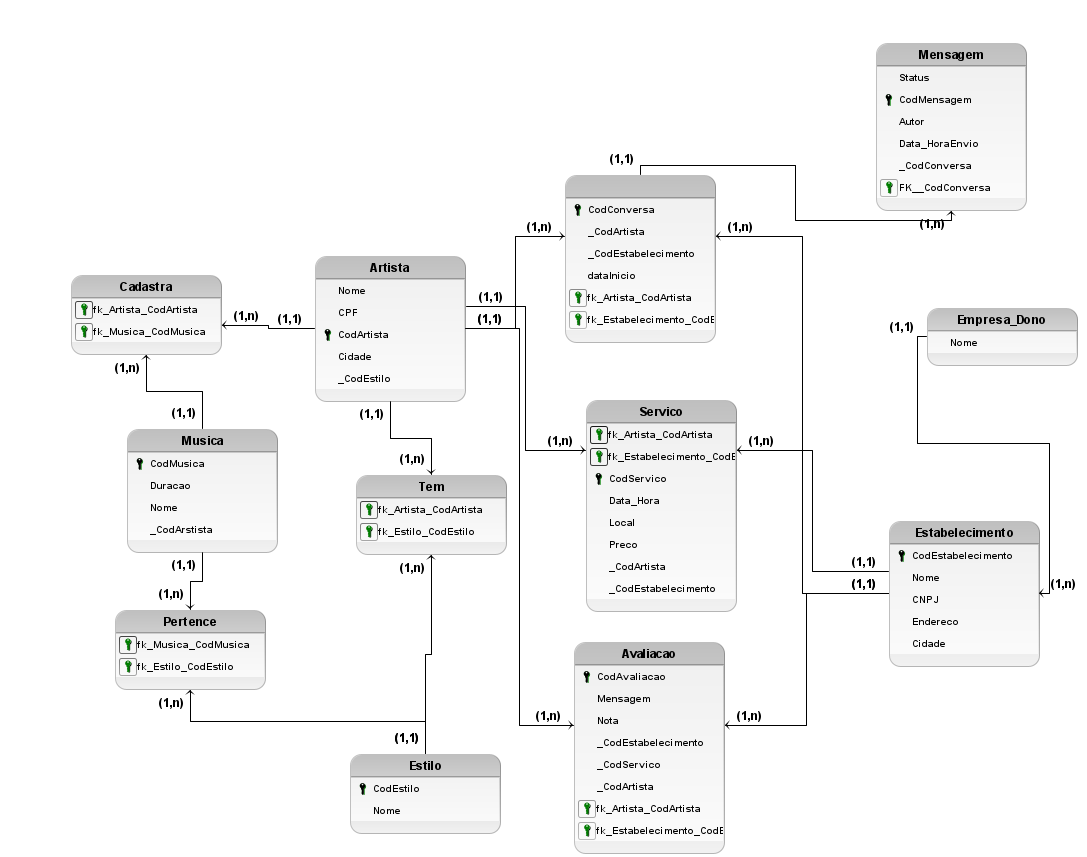 Mensagem
Status
CodMensagem
Autor
Data_HoraEnvio
_CodConversa
FK__CodConversa
(1,n)
(1,1)
CodConversa
_CodArtista
_CodEstabelecimento
dataInicio
fk_Artista_CodArtista
fk_Estabelecimento_CodE
(1,n)
(1,n)
Artista
Nome
CPF
CodArtista
Cidade
_CodEstilo
(1,1)
(1,1)
(1,1)
(1,n)
(1,1)
Cadastra
fk_Artista_CodArtista
fk_Musica_CodMusica
(1,n)
(1,1)
Musica
CodMusica
Duracao
Nome
_CodArstista
(1,1)
(1,n)
(1,n)
Tem
fk_Artista_CodArtista
fk_Estilo_CodEstilo
(1,n)
Pertence
fk_Musica_CodMusica
fk_Estilo_CodEstilo
(1,n)
(1,1)
Estilo
CodEstilo
Nome
(1,n)
(1,n)
Servico
fk_Artista_CodArtista
fk_Estabelecimento_CodE
CodServico
Data_Hora
Local
Preco
_CodArtista
_CodEstabelecimento
Empresa_Dono
Nome
(1,1)
(1,n)
Estabelecimento
CodEstabelecimento
Nome
CNPJ
Endereco
Cidade
(1,1)
(1,1)
(1,n)
(1,n)
Avaliacao
CodAvaliacao
Mensagem
Nota
_CodEstabelecimento
_CodServico
_CodArtista
fk_Artista_CodArtista
fk_Estabelecimento_CodE